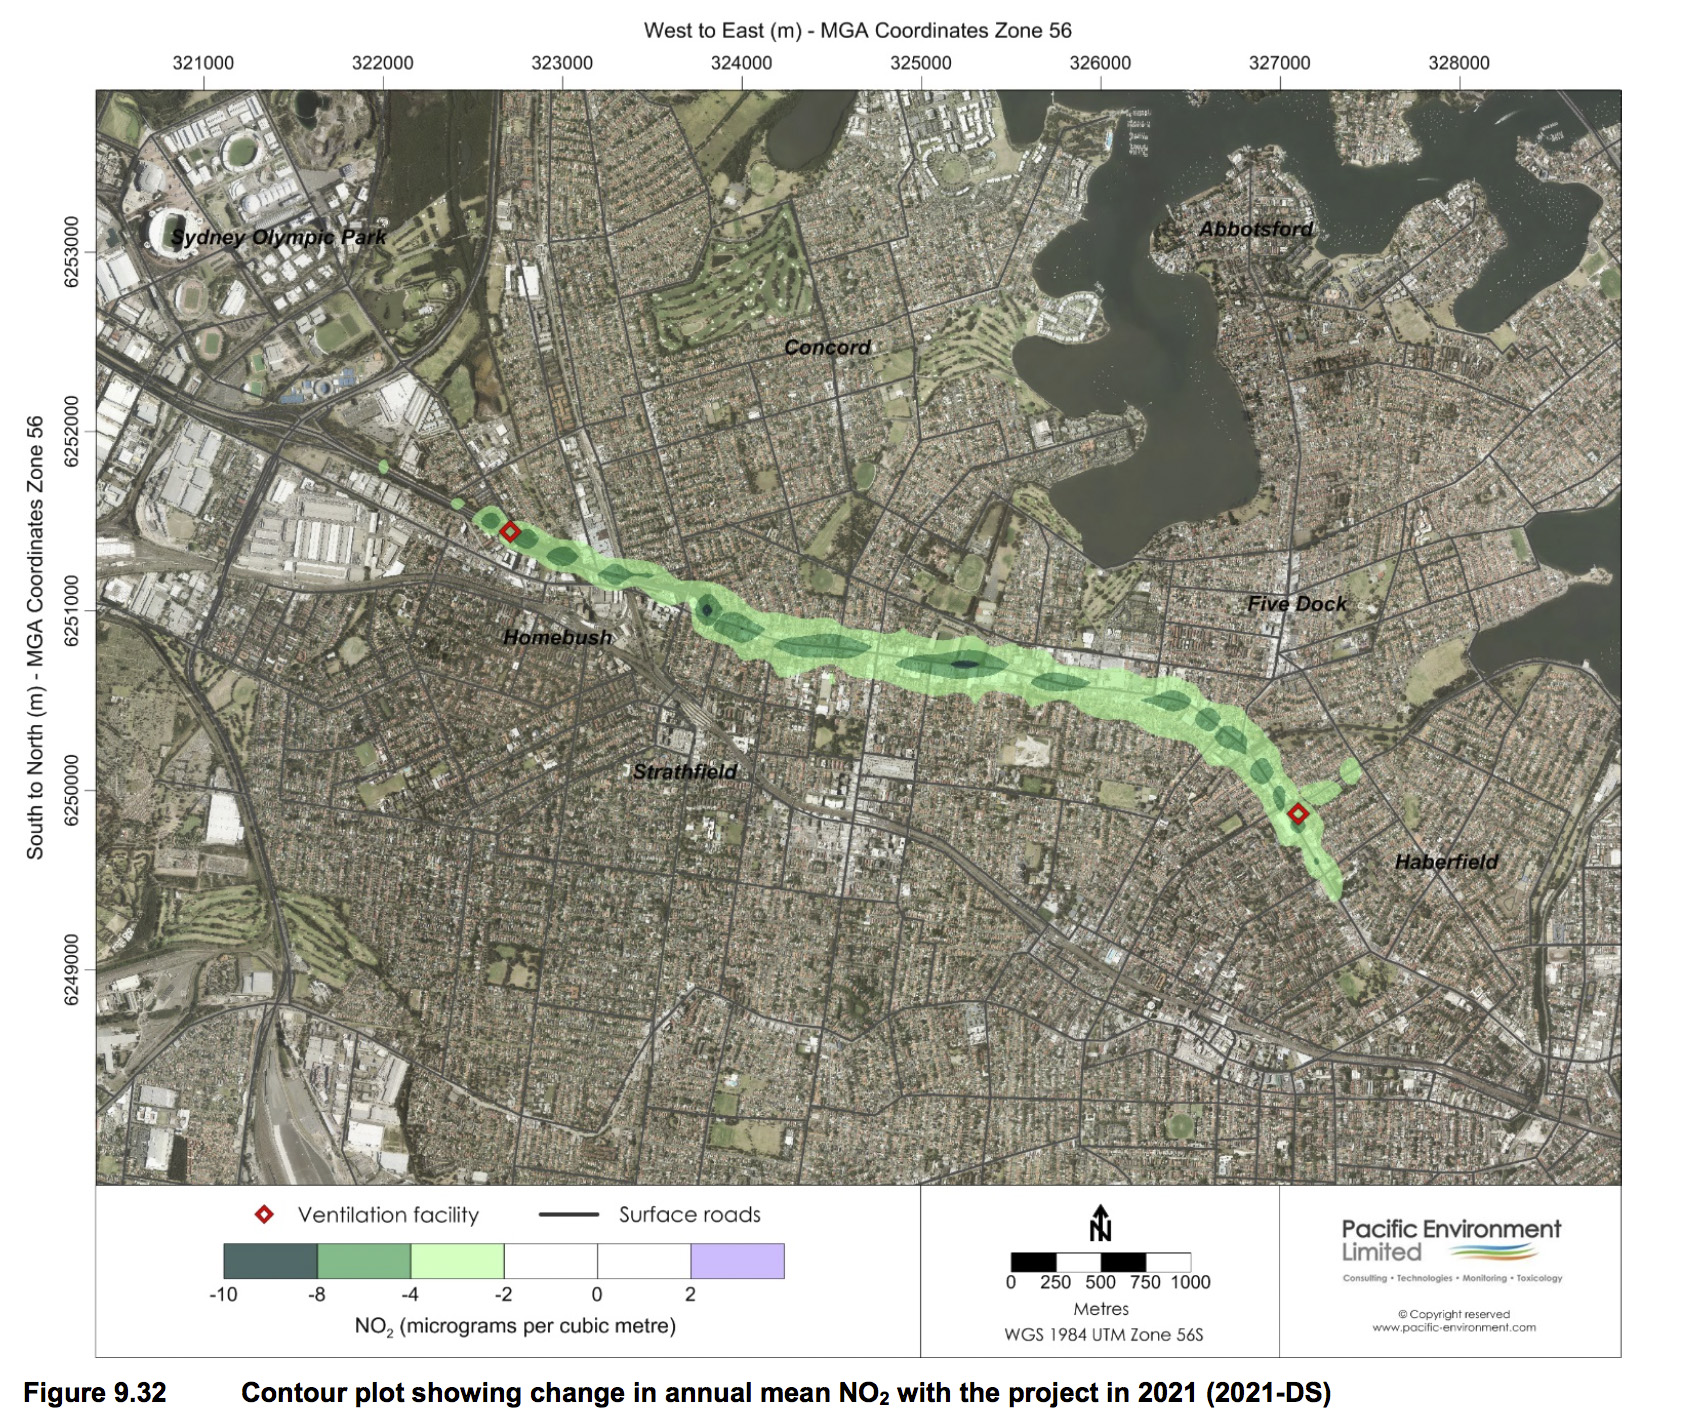 West to East (m) - MGA Coordinates Zone 56
321000 322000 323000 324000 325000 326000 327000 328000
South to North (m) - MGA Coordinates Zone 56
6253000
6252000
6251000
6250000
6249000
Sydney Olympic Park
Abbotsford
Concord
Five Dock
Homebush
Strathfield
Haberfield
Ventilation facility
Surface roads
-10 -8 -4 -2 0 2
NO₂ (micrograms per cubic metre)
N
0 250 500 750 1000
Metres
WGS 1984 UTM Zone 56S
Pacific Environment
Limited
Consulting • Technologies • Monitoring • Toxicology
© Copyright reserved
www.pacific-environment.com
Figure 9.32 Contour plot showing change in annual mean NO₂ with the project in 2021 (2021-DS)